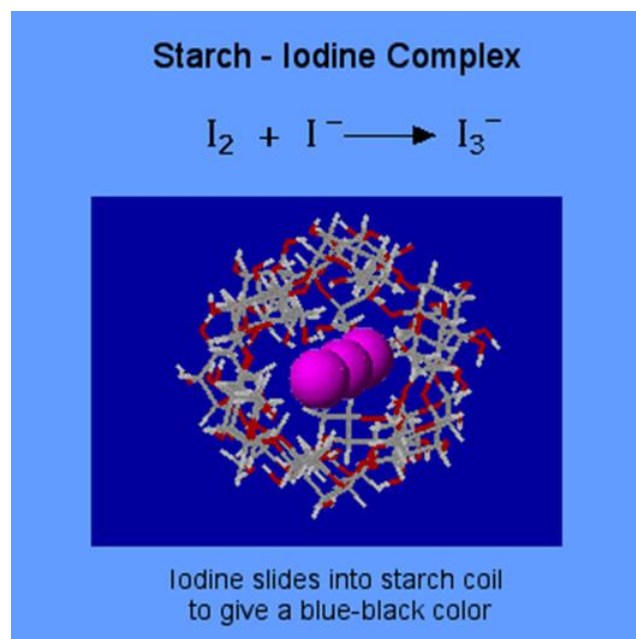 Starch - Iodine Complex
I₂ + I⁻ ⟶ I₃⁻
Iodine slides into starch coil
to give a blue-black color